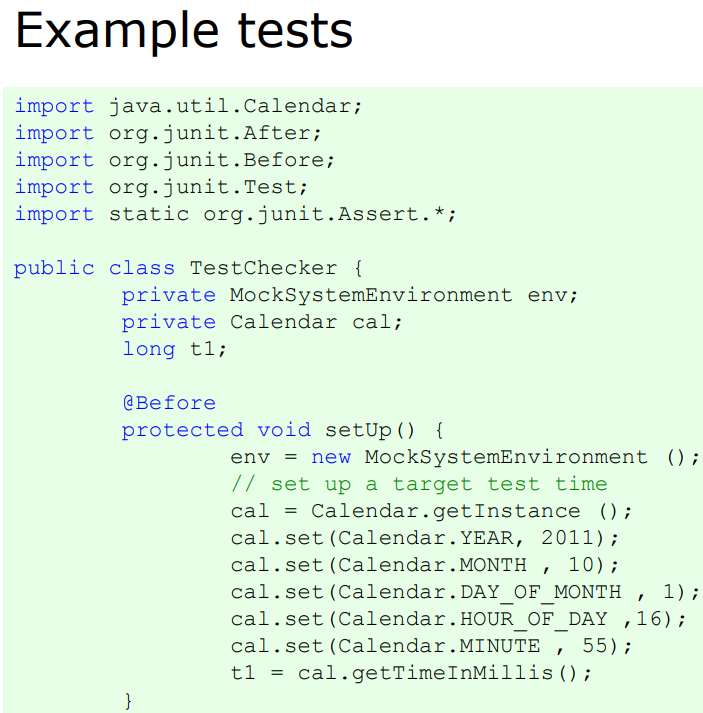 Example tests
import java.util.Calendar;
import org.junit.After;
import org.junit.Before;
import org.junit.Test;
import static org.junit.Assert.*;
public class TestChecker {
private MockSystemEnvironment env;
private Calendar cal;
long t1;
@Before
protected void setUp() {
env = new MockSystemEnvironment ();
// set up a target test time
cal = Calendar.getInstance ();
cal.set(Calendar.YEAR, 2011);
cal.set(Calendar.MONTH , 10);
cal.set(Calendar.DAY_OF_MONTH , 1);
cal.set(Calendar.HOUR_OF_DAY ,16);
cal.set(Calendar.MINUTE , 55);
t1 = cal.getTimeInMillis();
}